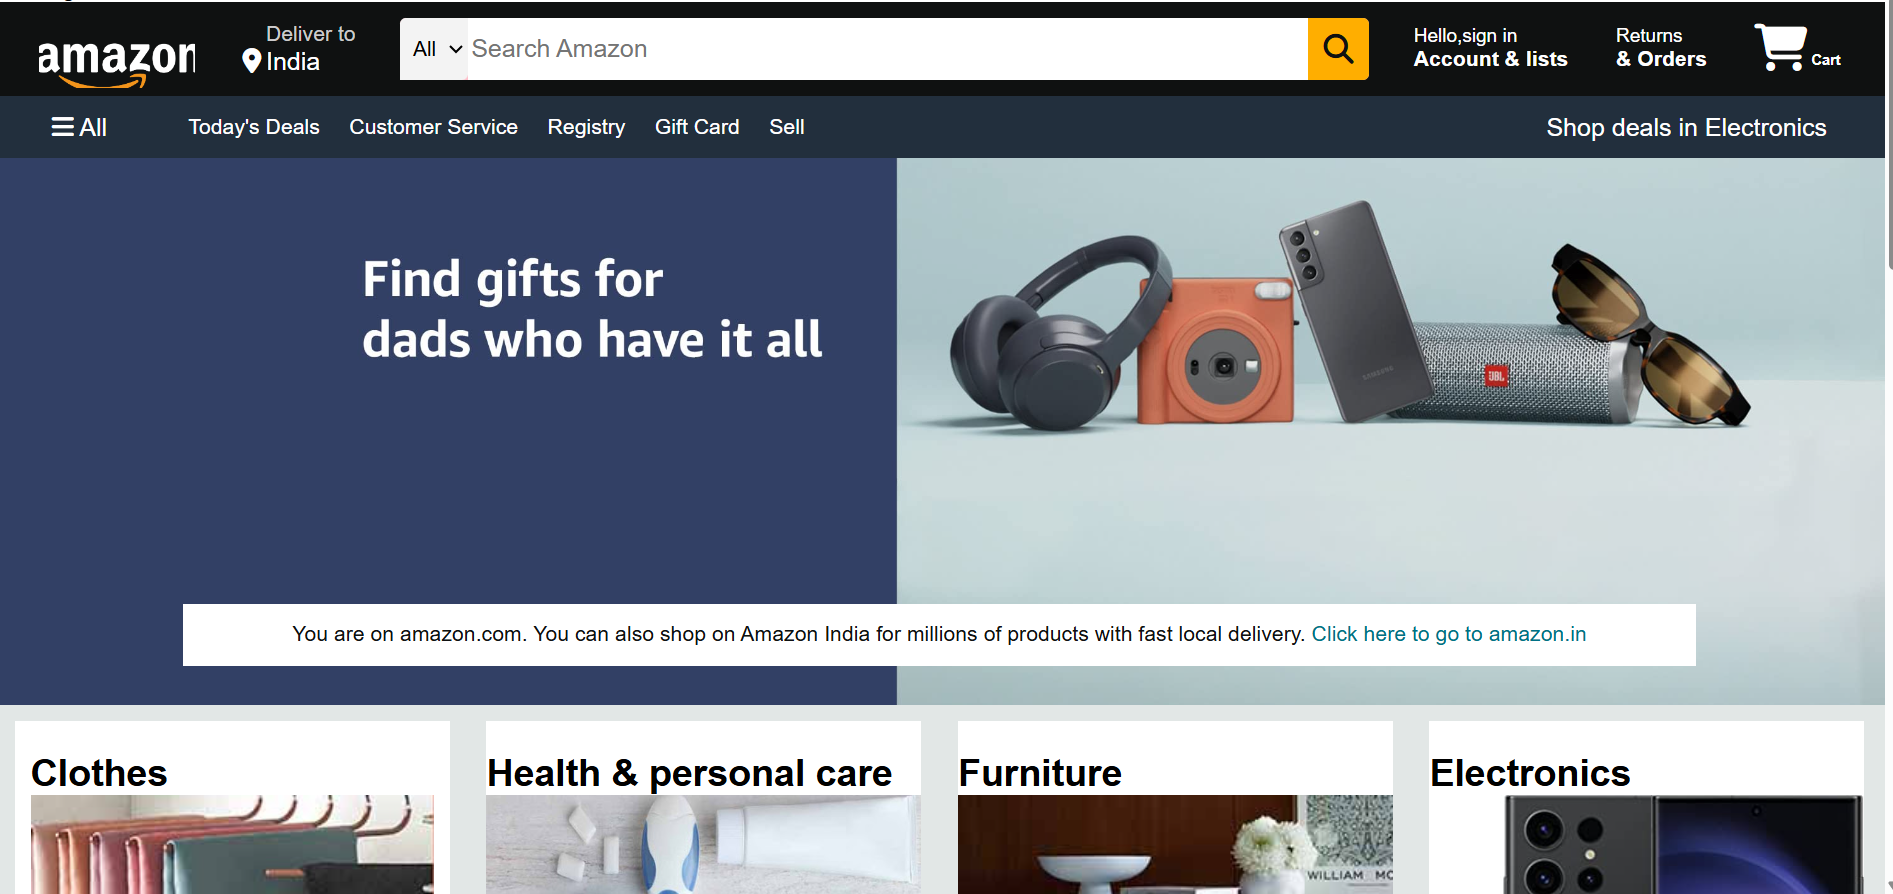 amazon
Deliver to
India
All
Search Amazon
Hello,sign in
Account & lists
Returns
& Orders
Cart
All
Today's Deals
Customer Service
Registry
Gift Card
Sell
Shop deals in Electronics
Find gifts for
dads who have it all
SAMSUNG
JBL
You are on amazon.com. You can also shop on Amazon India for millions of products with fast local delivery. Click here to go to amazon.in
Clothes
Health & personal care
Furniture
Electronics
WILLIAM MO